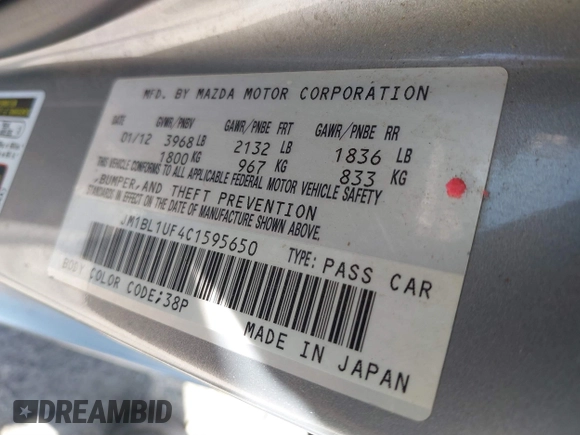 MFD. BY MAZDA MOTOR CORPORATION
GVWR/PNBV GAWR/PNBE FRT GAWR/PNBE RR
01/12 3968 LB 2132 LB 1836 LB
1800 KG 967 KG 833 KG
THIS VEHICLE CONFORMS TO ALL APPLICABLE FEDERAL MOTOR VEHICLE SAFETY
,BUMPER,AND THEFT PREVENTION
STANDARDS IN EFFECT ON THE DATE OF MANUFACTURE SHOWN ABOVE.
JM1BL1UF4C1595650 TYPE: PASS CAR
BODY COLOR CODE;38P
MADE IN JAPAN
DREAMBID